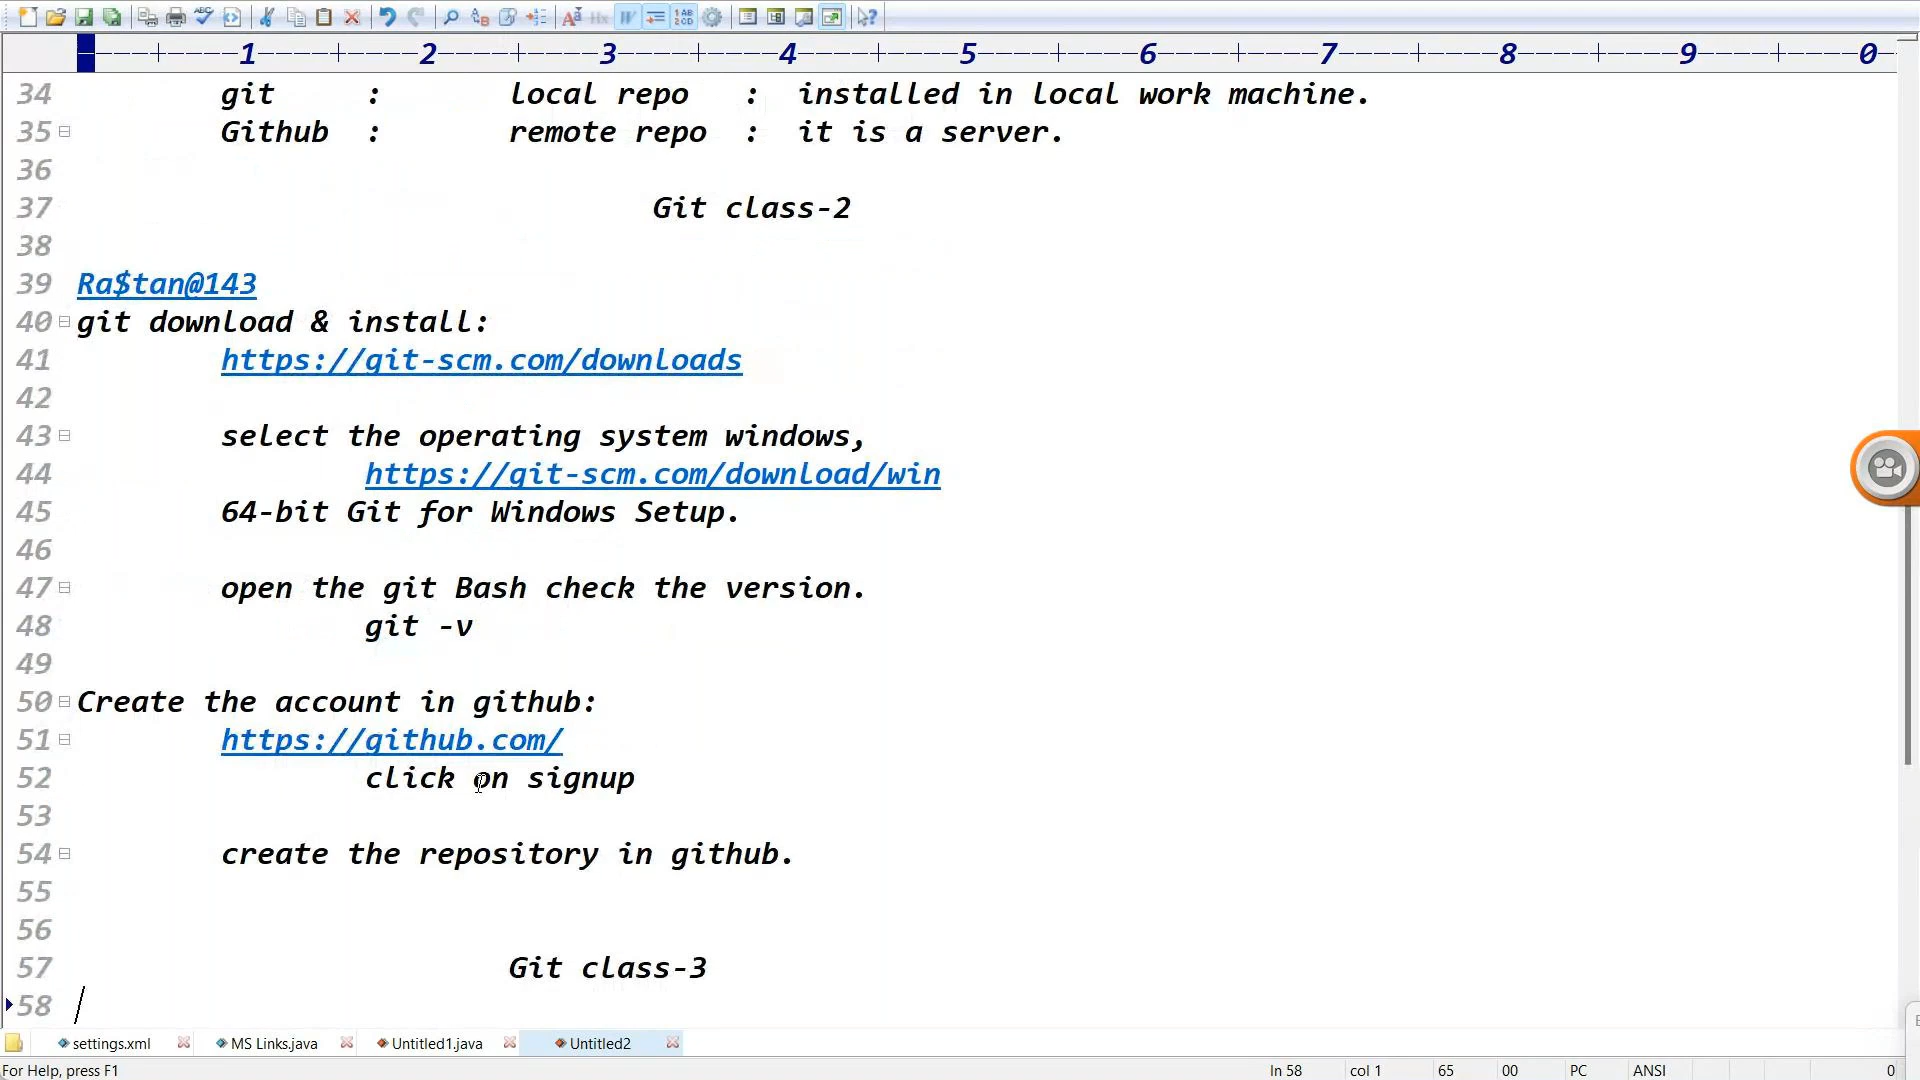 1 2 3 4 5 6 7 8 9 0
34 git : local repo : installed in local work machine.
35 Github : remote repo : it is a server.
36
37 Git class-2
38
39 Ra$tan@143
40 git download & install:
41 https://git-scm.com/downloads
42
43 select the operating system windows,
44 https://git-scm.com/download/win
45 64-bit Git for Windows Setup.
46
47 open the git Bash check the version.
48 git -v
49
50 Create the account in github:
51 https://github.com/
52 click on signup
53
54 create the repository in github.
55
56
57 Git class-3
58
settings.xml MS Links.java Untitled1.java Untitled2
For Help, press F1 ln 58 col 1 65 00 PC ANSI 0